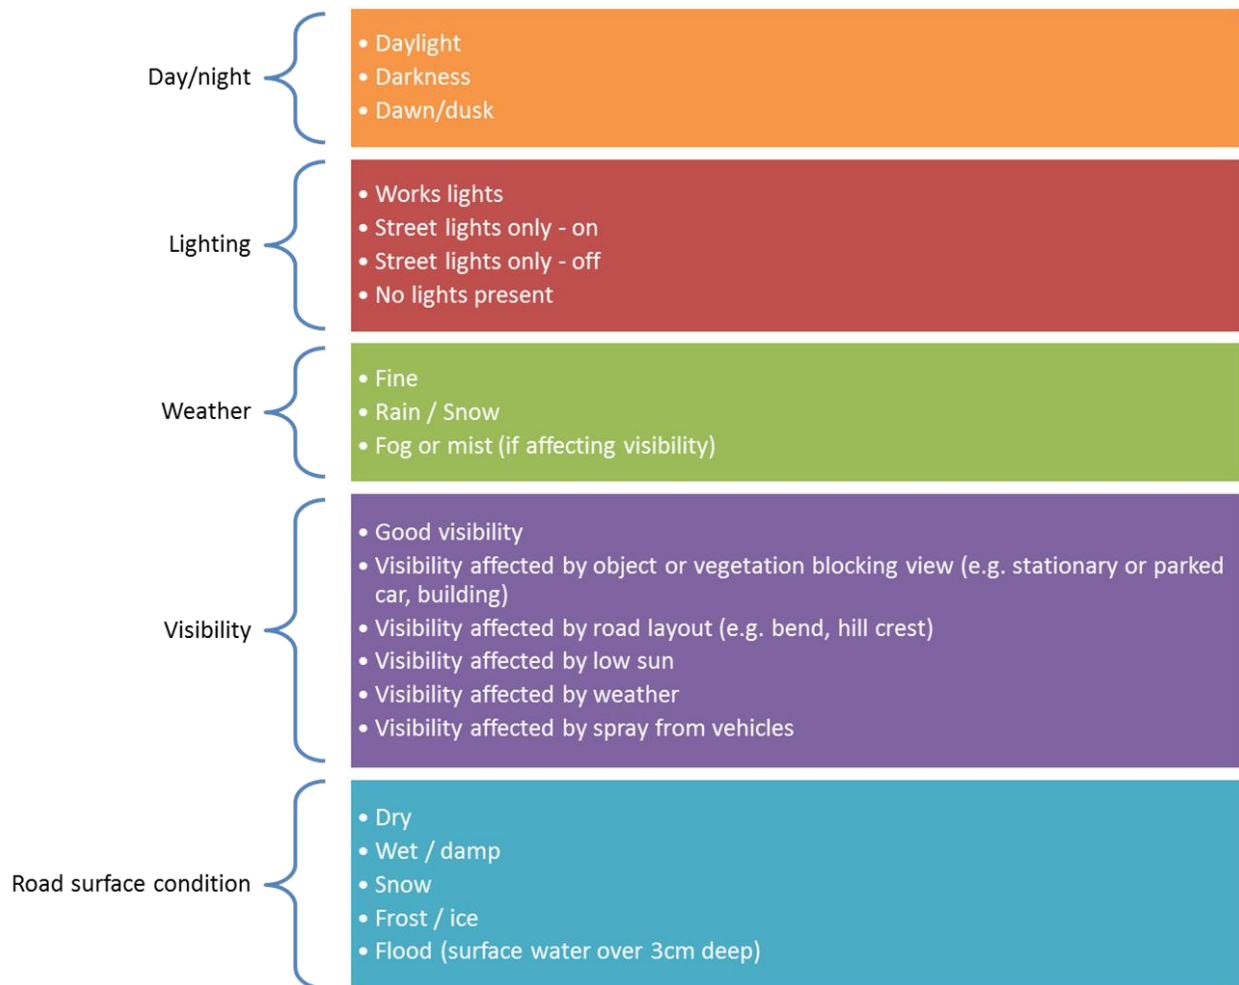 Day/night
• Daylight
• Darkness
• Dawn/dusk
Lighting
• Works lights
• Street lights only - on
• Street lights only - off
• No lights present
Weather
• Fine
• Rain / Snow
• Fog or mist (if affecting visibility)
Visibility
• Good visibility
• Visibility affected by object or vegetation blocking view (e.g. stationary or parked
car, building)
• Visibility affected by road layout (e.g. bend, hill crest)
• Visibility affected by low sun
• Visibility affected by weather
• Visibility affected by spray from vehicles
Road surface condition
• Dry
• Wet / damp
• Snow
• Frost / ice
• Flood (surface water over 3cm deep)